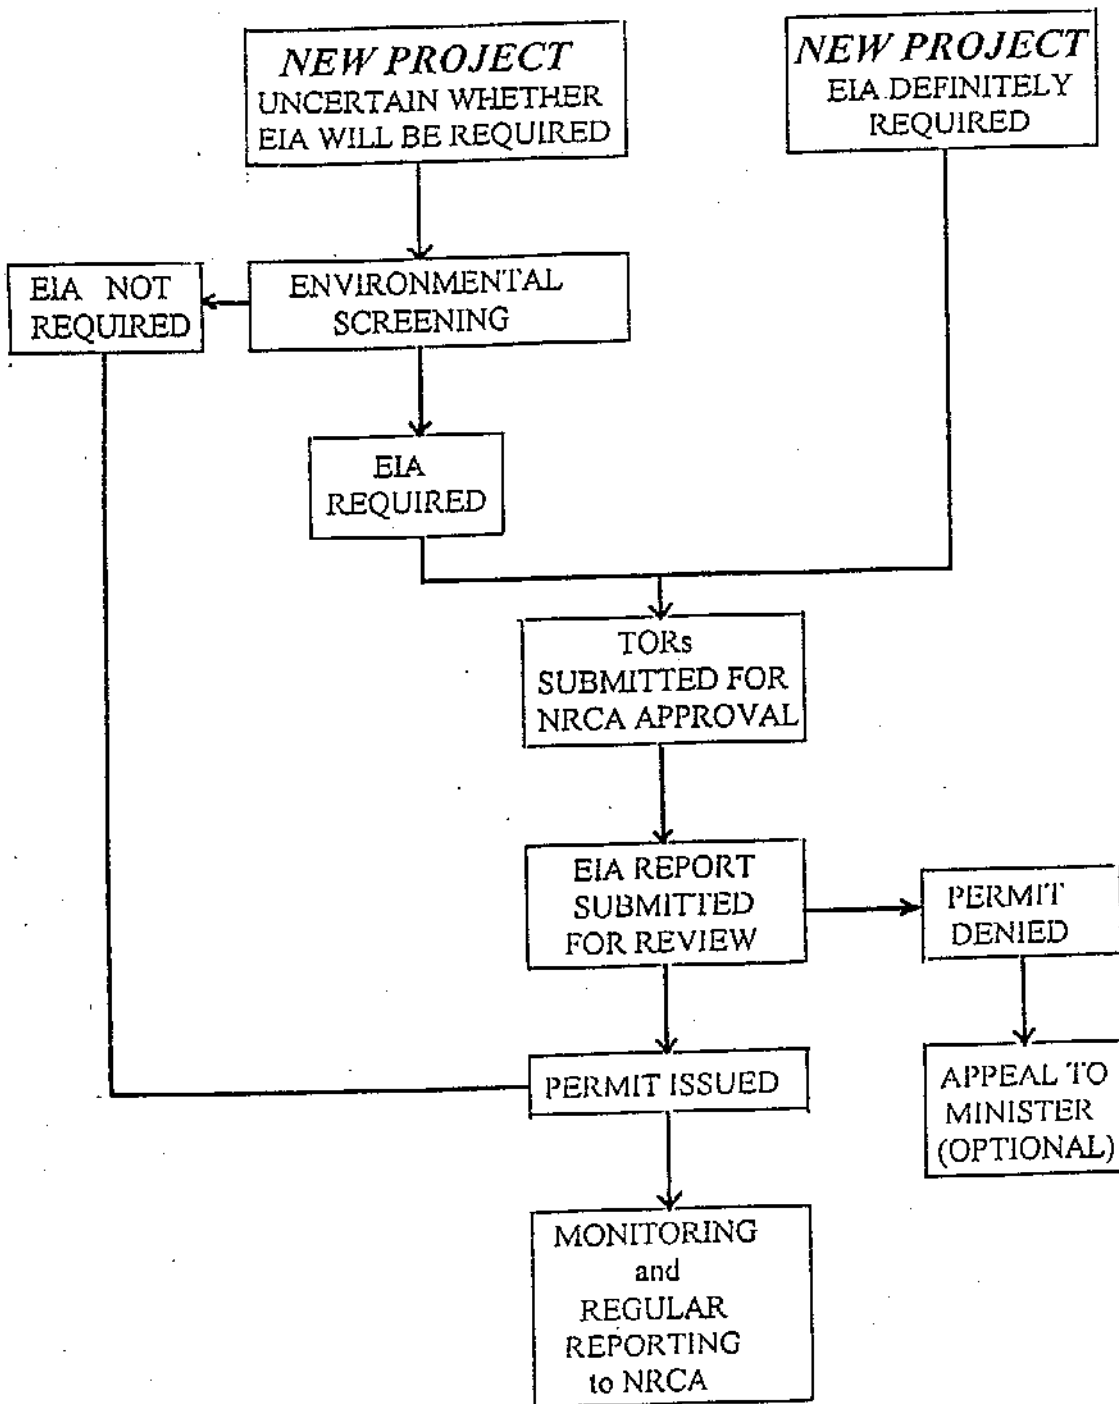 NEW PROJECT
UNCERTAIN WHETHER
EIA WILL BE REQUIRED
NEW PROJECT
EIA DEFINITELY
REQUIRED
EIA NOT
REQUIRED
ENVIRONMENTAL
SCREENING
EIA
REQUIRED
TORs
SUBMITTED FOR
NRCA APPROVAL
EIA REPORT
SUBMITTED
FOR REVIEW
PERMIT
DENIED
PERMIT ISSUED
APPEAL TO
MINISTER
(OPTIONAL)
MONITORING
and
REGULAR
REPORTING
to NRCA